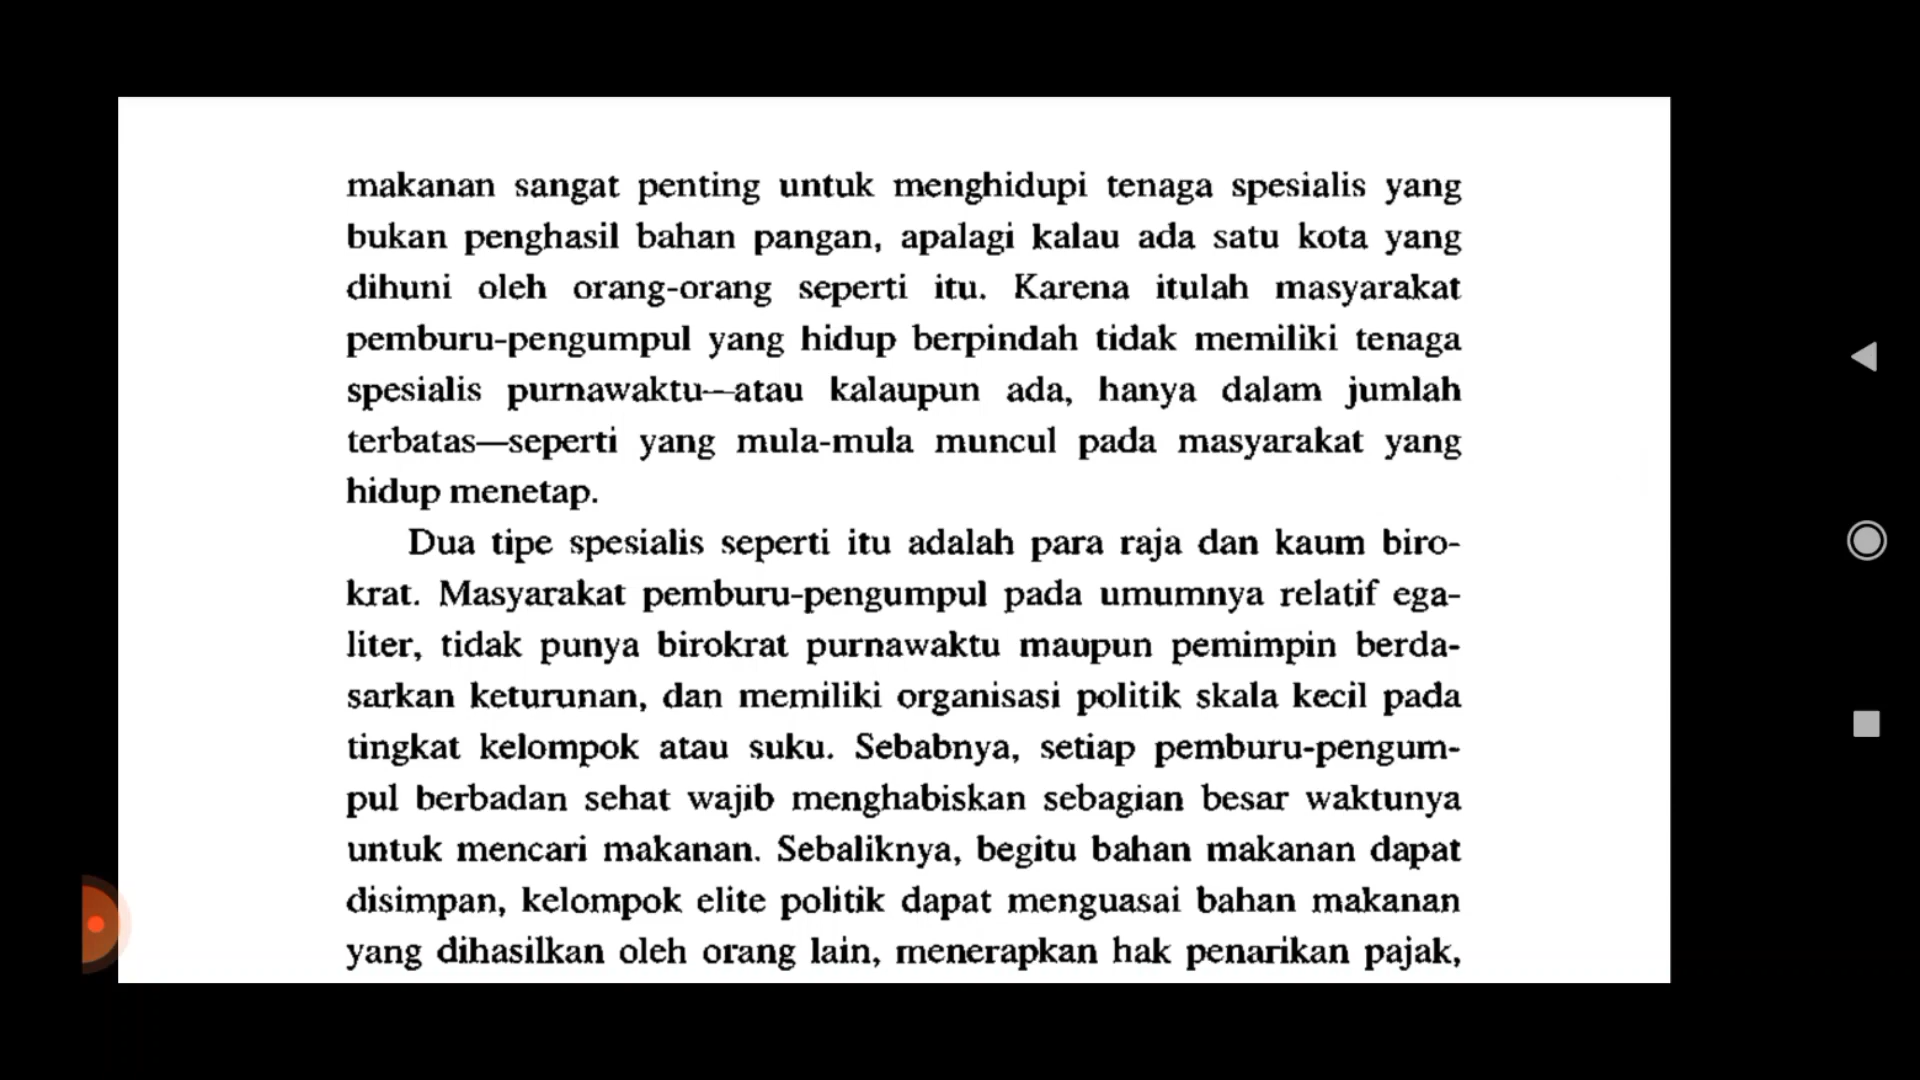 makanan sangat penting untuk menghidupi tenaga spesialis yang
bukan penghasil bahan pangan, apalagi kalau ada satu kota yang
dihuni oleh orang-orang seperti itu. Karena itulah masyarakat
pemburu-pengumpul yang hidup berpindah tidak memiliki tenaga
spesialis purnawaktu—atau kalaupun ada, hanya dalam jumlah
terbatas—seperti yang mula-mula muncul pada masyarakat yang
hidup menetap.
Dua tipe spesialis seperti itu adalah para raja dan kaum biro-
krat. Masyarakat pemburu-pengumpul pada umumnya relatif ega-
liter, tidak punya birokrat purnawaktu maupun pemimpin berda-
sarkan keturunan, dan memiliki organisasi politik skala kecil pada
tingkat kelompok atau suku. Sebabnya, setiap pemburu-pengum-
pul berbadan sehat wajib menghabiskan sebagian besar waktunya
untuk mencari makanan. Sebaliknya, begitu bahan makanan dapat
disimpan, kelompok elite politik dapat menguasai bahan makanan
yang dihasilkan oleh orang lain, menerapkan hak penarikan pajak,